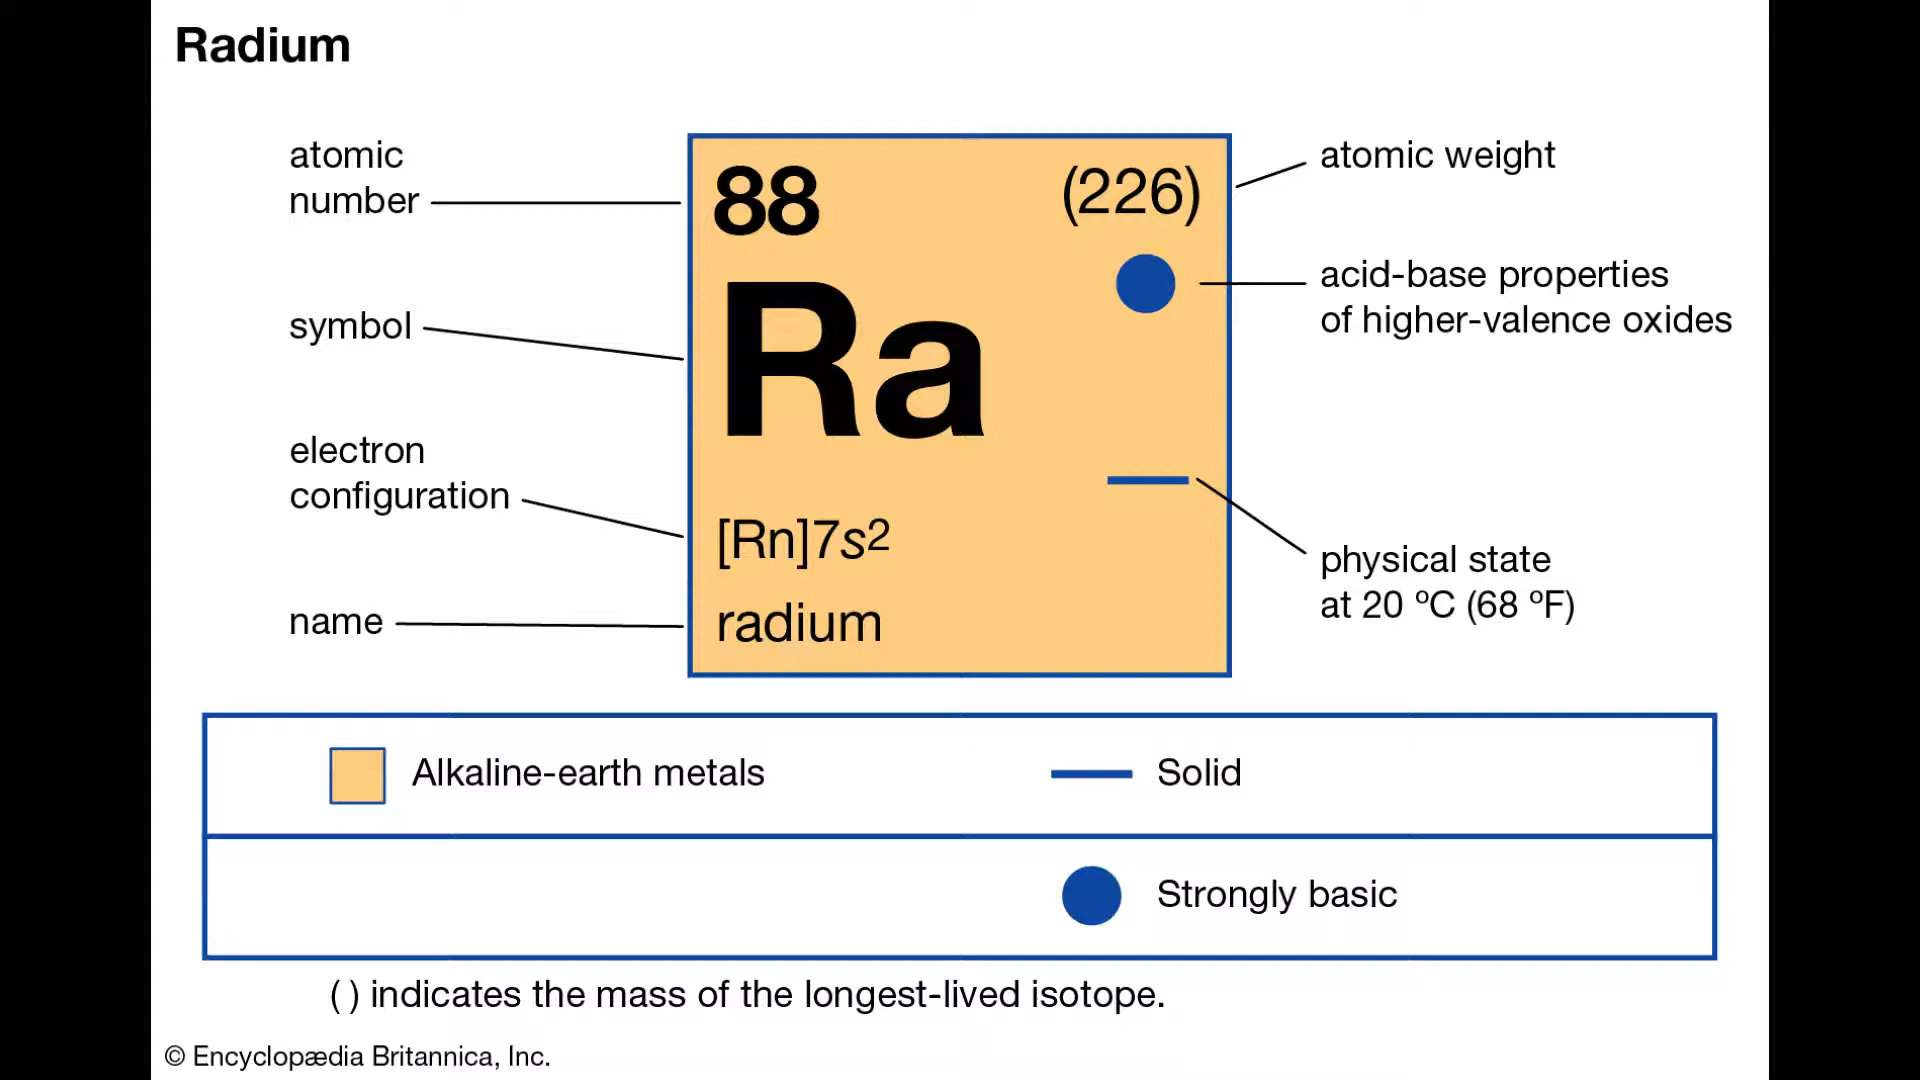 Radium
atomic
number
symbol
electron
configuration
name
88
(226)
Ra
[Rn]7s²
radium
atomic weight
acid-base properties
of higher-valence oxides
physical state
at 20 ºC (68 ºF)
Alkaline-earth metals
Solid
Strongly basic
( ) indicates the mass of the longest-lived isotope.
© Encyclopædia Britannica, Inc.